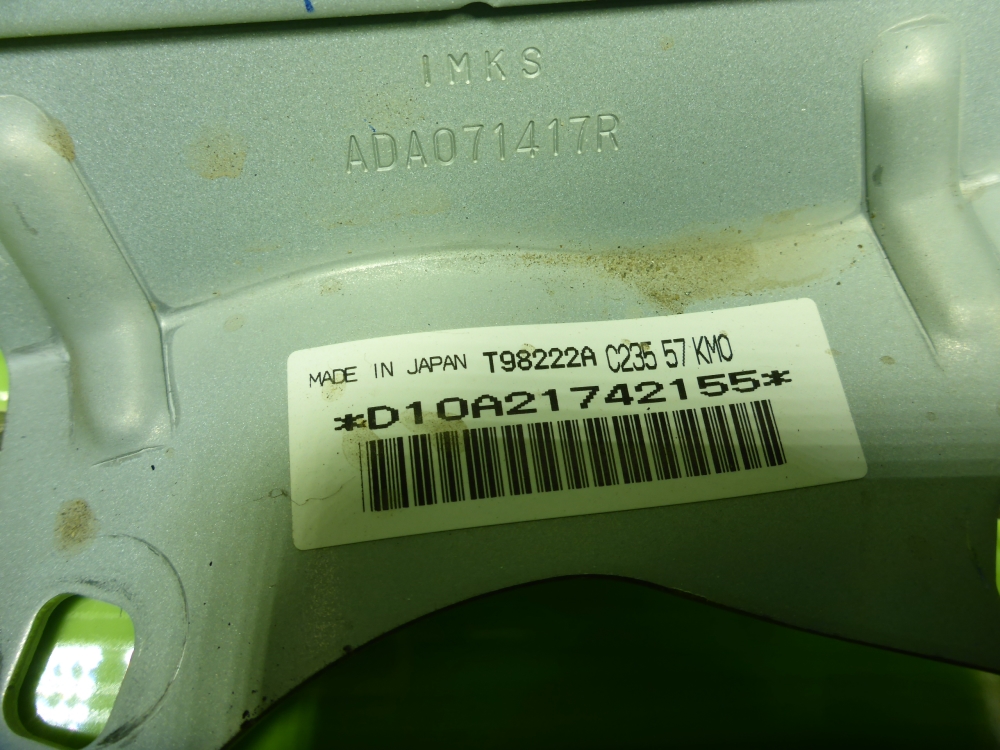 IMKS
ADA071417R
MADE IN JAPAN T98222A C235 57 KMO
*D10A21742155*